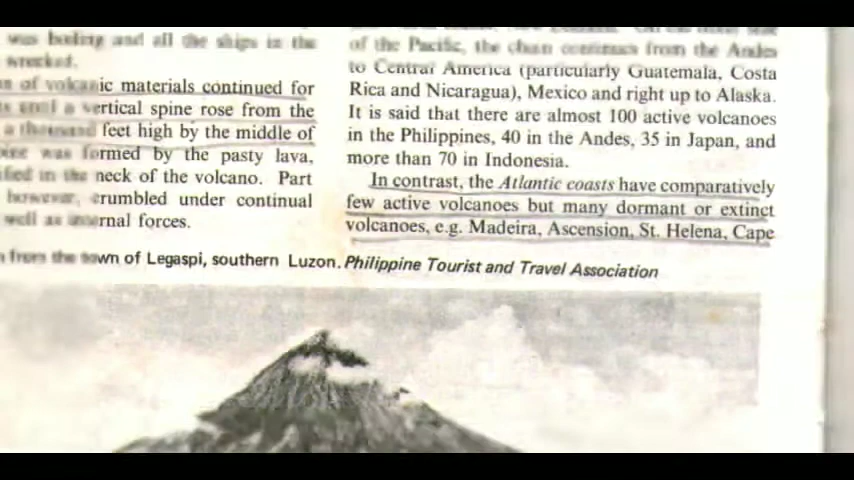 was boiling and all the ships in the
wrecked.
of volcanic materials continued for
until a vertical spine rose from the
a thousand feet high by the middle of
was formed by the pasty lava,
in the neck of the volcano. Part
however, crumbled under continual
well as internal forces.
of the Pacific, the chain continues from the Andes
to Central America (particularly Guatemala, Costa
Rica and Nicaragua), Mexico and right up to Alaska.
It is said that there are almost 100 active volcanoes
in the Philippines, 40 in the Andes, 35 in Japan, and
more than 70 in Indonesia.
In contrast, the Atlantic coasts have comparatively
few active volcanoes but many dormant or extinct
volcanoes, e.g. Madeira, Ascension, St. Helena, Cape
from the town of Legaspi, southern Luzon. Philippine Tourist and Travel Association